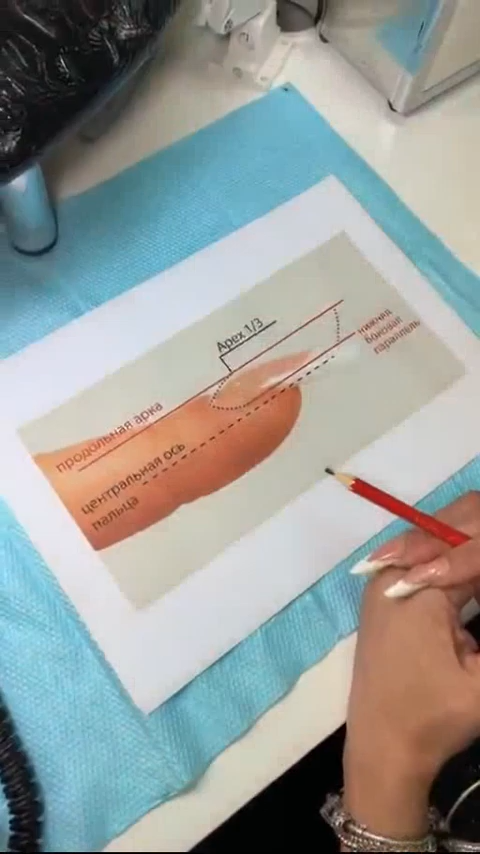 Apex 1/3
нижняя
боковая
параллель
продольная арка
центральная ось
пальца